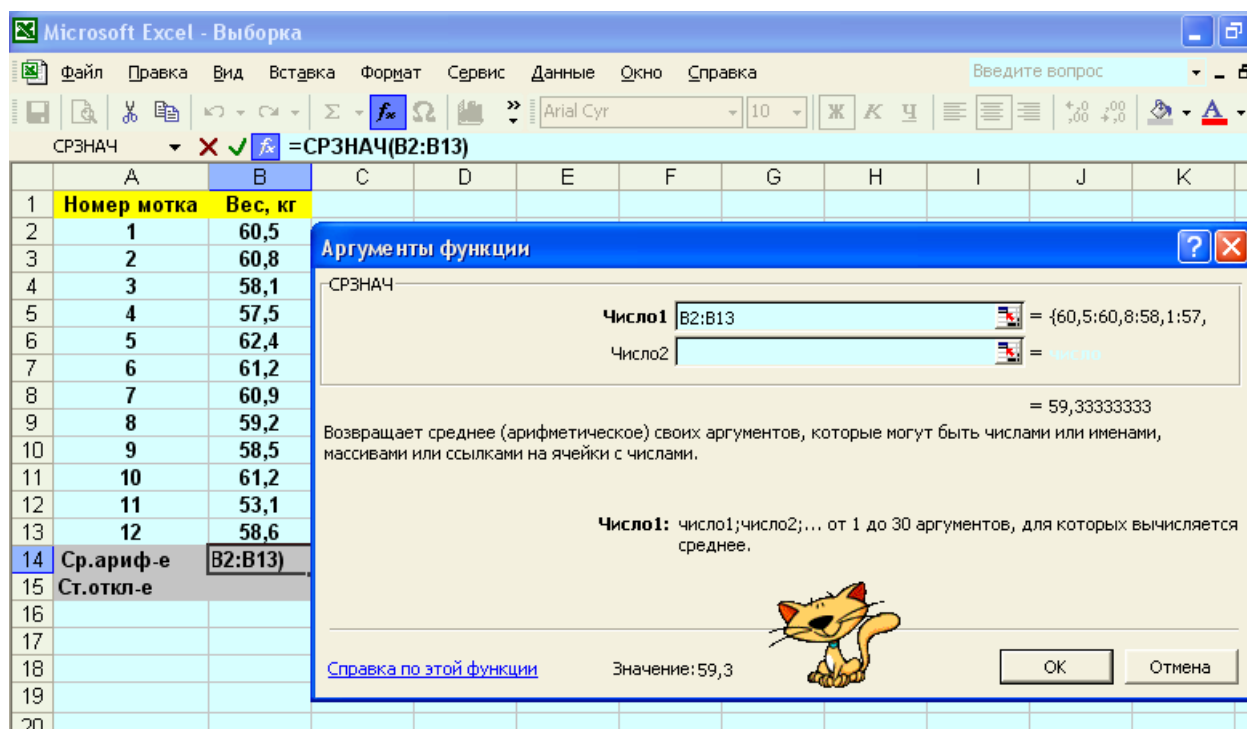 Microsoft Excel - Выборка
Файл Правка Вид Вставка Формат Сервис Данные Окно Справка Введите вопрос
Σ fx Ω Arial Cyr 10 Ж К Ч ,00 ,00 ,0 A
СРЗНАЧ fx =СРЗНАЧ(B2:B13)
A B C D E F G H I J K
1 Номер мотка Вес, кг
2 1 60,5
3 2 60,8
4 3 58,1
5 4 57,5
6 5 62,4
7 6 61,2
8 7 60,9
9 8 59,2
10 9 58,5
11 10 61,2
12 11 53,1
13 12 58,6
14 Ср.ариф-е B2:B13)
15 Ст.откл-е
16
17
18
19
20
Аргументы функции
СРЗНАЧ
Число1 B2:B13 = {60,5:60,8:58,1:57,
Число2 = число
= 59,33333333
Возвращает среднее (арифметическое) своих аргументов, которые могут быть числами или именами,
массивами или ссылками на ячейки с числами.
Число1: число1;число2;... от 1 до 30 аргументов, для которых вычисляется
среднее.
Справка по этой функции Значение:59,3 ОК Отмена